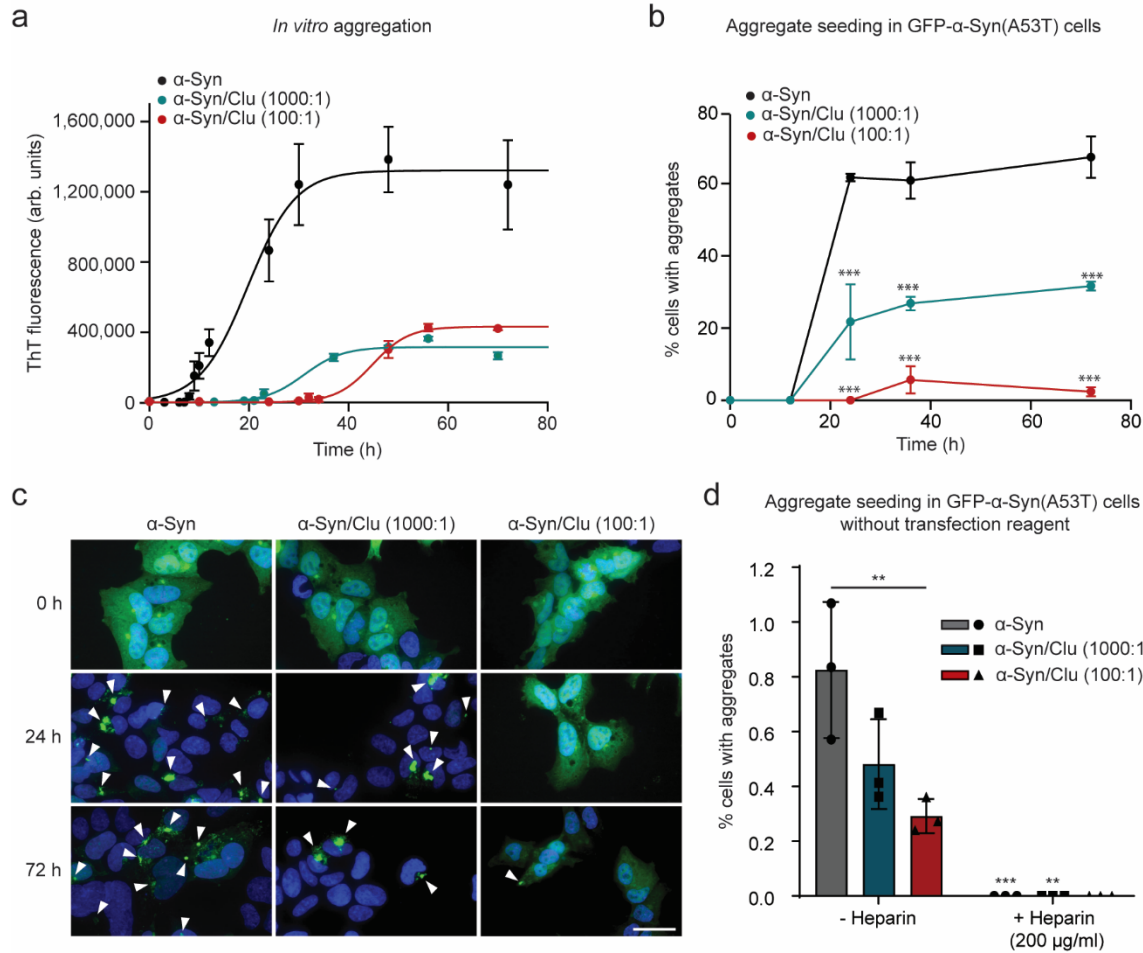 a
In vitro aggregation
α-Syn
α-Syn/Clu (1000:1)
α-Syn/Clu (100:1)
ThT fluorescence (arb. units)
1,600,000
1,200,000
800,000
400,000
0
0 20 40 60 80
Time (h)
b
Aggregate seeding in GFP-α-Syn(A53T) cells
α-Syn
α-Syn/Clu (1000:1)
α-Syn/Clu (100:1)
% cells with aggregates
80
60
40
20
0
*** *** ***
*** *** ***
0 20 40 60 80
Time (h)
c
α-Syn α-Syn/Clu (1000:1) α-Syn/Clu (100:1)
0 h
24 h
72 h
d
Aggregate seeding in GFP-α-Syn(A53T) cells
without transfection reagent
% cells with aggregates
1.2
1.0
0.8
0.6
0.4
0.2
0.0
**
α-Syn
α-Syn/Clu (1000:1
α-Syn/Clu (100:1)
*** **
- Heparin + Heparin
(200 µg/ml)